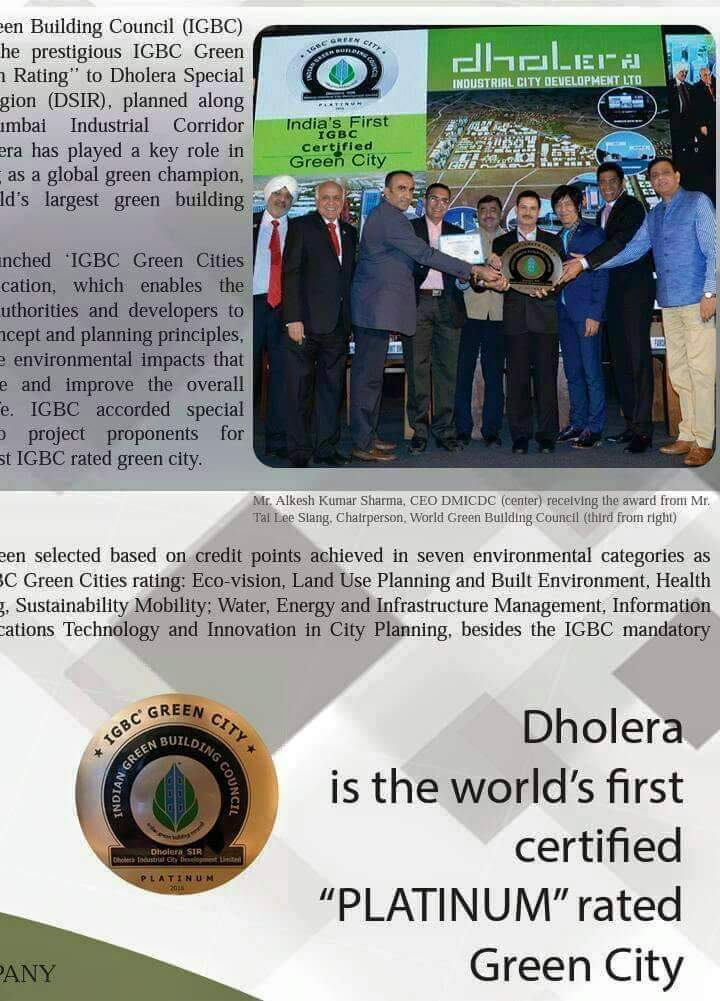 een Building Council (IGBC)
he prestigious IGBC Green
n Rating” to Dholera Special
gion (DSIR), planned along
umbai Industrial Corridor
era has played a key role in
g as a global green champion,
ld’s largest green building
unched ‘IGBC Green Cities
cation, which enables the
uthorities and developers to
ncept and planning principles,
e environmental impacts that
e and improve the overall
fe. IGBC accorded special
o project proponents for
st IGBC rated green city.
IGBC GREEN CITY
INDIAN GREEN BUILDING COUNCIL
Dholera SIR
PLATINUM
2016
India's First
IGBC
Certified
Green City
dholera
INDUSTRIAL CITY DEVELOPMENT LTD
Mr. Alkesh Kumar Sharma, CEO DMICDC (center) receiving the award from Mr.
Tai Lee Siang, Chairperson, World Green Building Council (third from right)
een selected based on credit points achieved in seven environmental categories as
BC Green Cities rating: Eco-vision, Land Use Planning and Built Environment, Health
g, Sustainability Mobility; Water, Energy and Infrastructure Management, Information
cations Technology and Innovation in City Planning, besides the IGBC mandatory
IGBC GREEN CITY
INDIAN GREEN BUILDING COUNCIL
Dholera SIR
Dholera Industrial City Development Limited
PLATINUM
2016
Dholera
is the world’s first
certified
“PLATINUM” rated
Green City
PANY